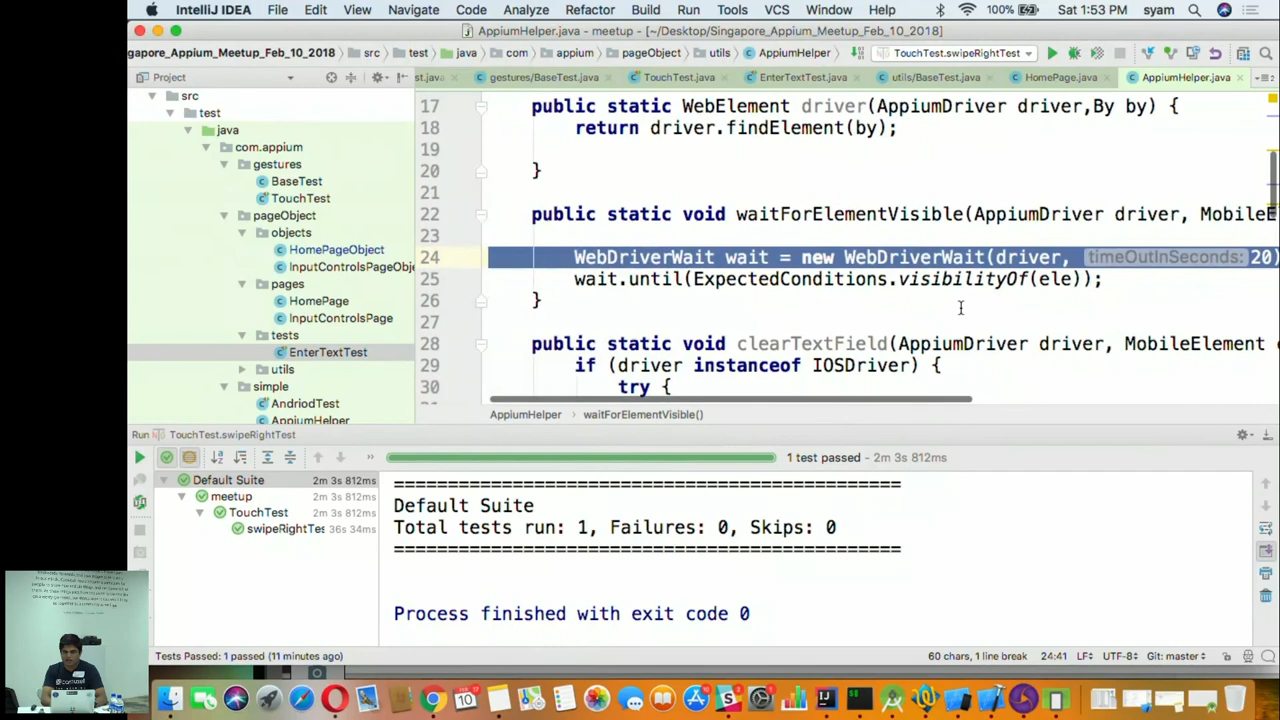 IntelliJ IDEA File Edit View Navigate Code Analyze Refactor Build Run Tools VCS Window Help 100% Sat 1:53 PM syam
AppiumHelper.java - meetup - [~/Desktop/Singapore_Appium_Meetup_Feb_10_2018]
gapore_Appium_Meetup_Feb_10_2018 src test java com appium pageObject utils AppiumHelper TouchTest.swipeRightTest
Project t.java gestures/BaseTest.java TouchTest.java EnterTextTest.java utils/BaseTest.java HomePage.java AppiumHelper.java
src
test
java
com.appium
gestures
BaseTest
TouchTest
pageObject
objects
HomePageObject
InputControlsPageObje
pages
HomePage
InputControlsPage
tests
EnterTextTest
utils
simple
AndriodTest
AppiumHelper
17 public static WebElement driver(AppiumDriver driver,By by) {
18 return driver.findElement(by);
19
20 }
21
22 public static void waitForElementVisible(AppiumDriver driver, MobileE
23
24 WebDriverWait wait = new WebDriverWait(driver, timeOutInSeconds: 20)
25 wait.until(ExpectedConditions.visibilityOf(ele));
26 }
27
28 public static void clearTextField(AppiumDriver driver, MobileElement e
29 if (driver instanceof IOSDriver) {
30 try {
AppiumHelper waitForElementVisible()
Run TouchTest.swipeRightTest
1 test passed - 2m 3s 812ms
Default Suite 2m 3s 812ms
meetup 2m 3s 812ms
TouchTest 2m 3s 812ms
swipeRightTes 36s 34ms
===============================================
Default Suite
Total tests run: 1, Failures: 0, Skips: 0
===============================================
Process finished with exit code 0
Tests Passed: 1 passed (11 minutes ago) 60 chars, 1 line break 24:41 LF UTF-8 Git: master
carousel